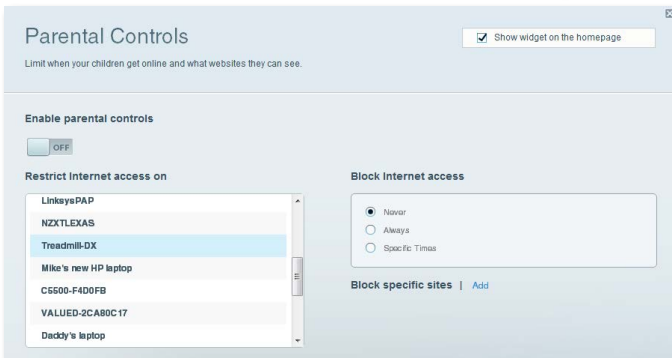 Parental Controls
Show widget on the homepage
Limit when your children get online and what websites they can see.
Enable parental controls
OFF
Restrict Internet access on
LinksysPAP
NZXTLEXAS
Treadmill-DX
Mike's new HP laptop
C5500-F4D0FB
VALUED-2CA80C17
Daddy's laptop
Block Internet access
Never
Always
Specific Times
Block specific sites | Add